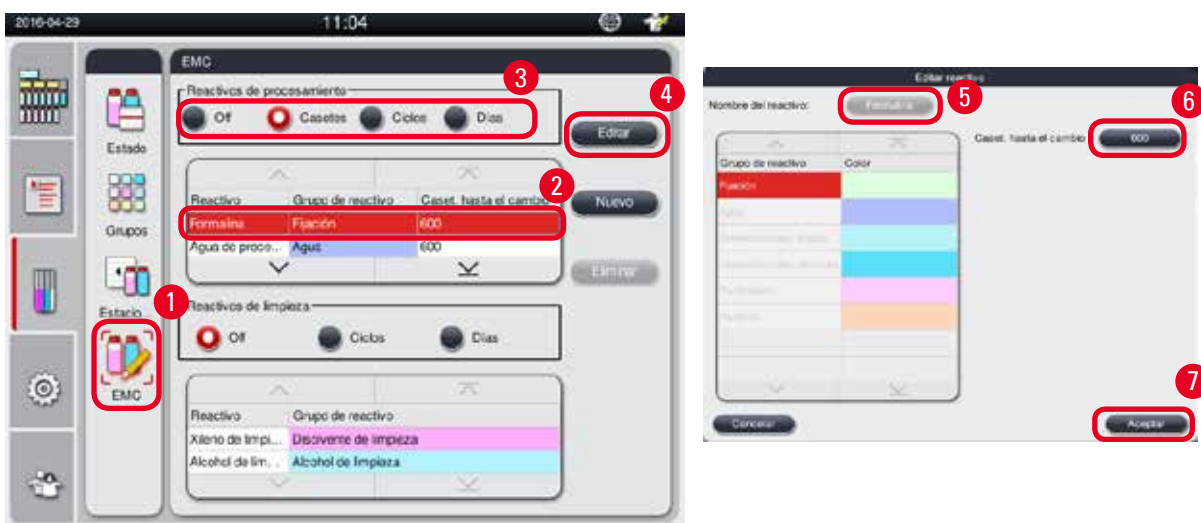 2016-04-29 11:04
EMC
Reactivos de procesamiento
Off Casetes Ciclos Días
Editar
Estado
Reactivo Grupo de reactivo Caset. hasta el cambio
Nuevo
Formalina Fijación 600
Agua de proce... Agua 600
Grupos
Eliminar
Estacio...
Reactivos de limpieza
Off Ciclos Días
EMC
Reactivo Grupo de reactivo
Xileno de limpi... Disolvente de limpieza
Alcohol de lim... Alcohol de limpieza
1
2
3
4
Editar reactivo
Nombre del reactivo: Formalina
5
6
Caset. hasta el cambio 600
Grupo de reactivo Color
Fijación
Agua
7
Cancelar
Aceptar